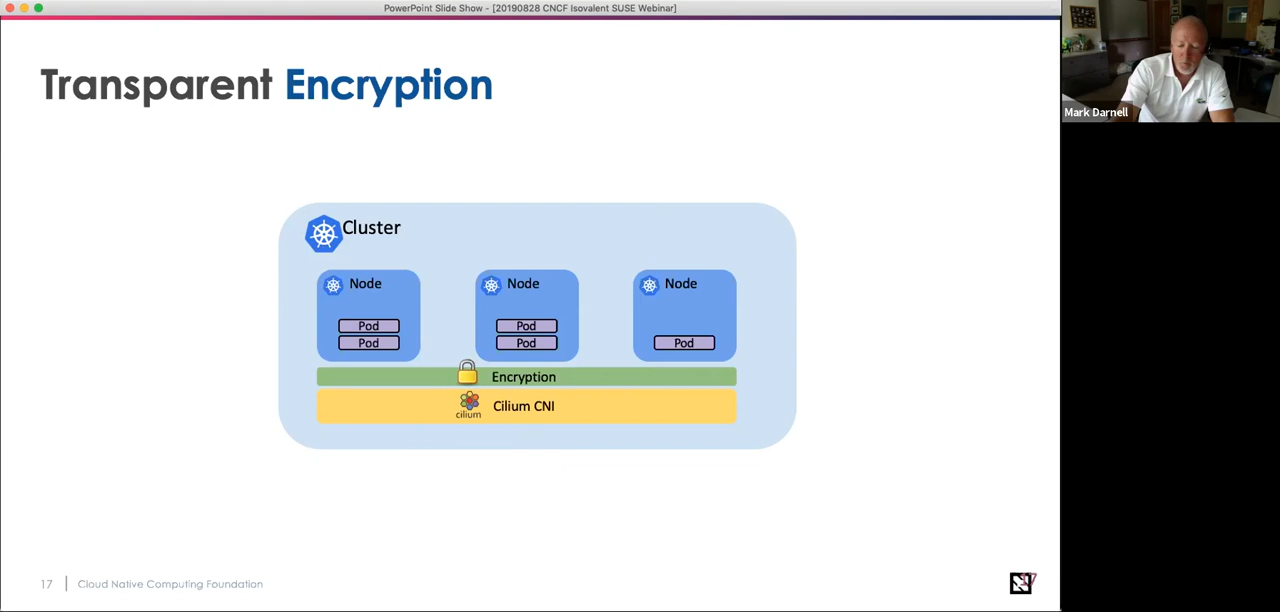 PowerPoint Slide Show - [20190828 CNCF Isovalent SUSE Webinar]
Transparent Encryption
Mark Darnell
Cluster
Node
Node
Node
Pod
Pod
Pod
Pod
Pod
Encryption
cilium
Cilium CNI
17
Cloud Native Computing Foundation
17